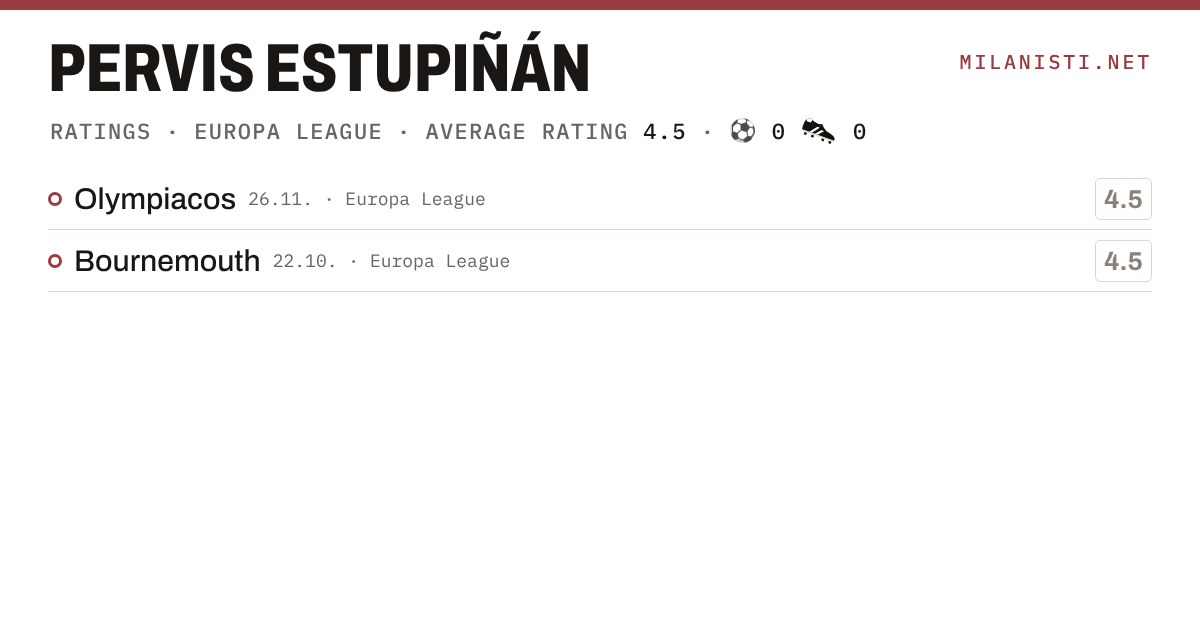 PERVIS ESTUPIÑÁN
MILANISTI.NET
RATINGS · EUROPA LEAGUE · AVERAGE RATING 4.5 · ⚽ 0 👟 0
Olympiacos 26.11. · Europa League 4.5
Bournemouth 22.10. · Europa League 4.5